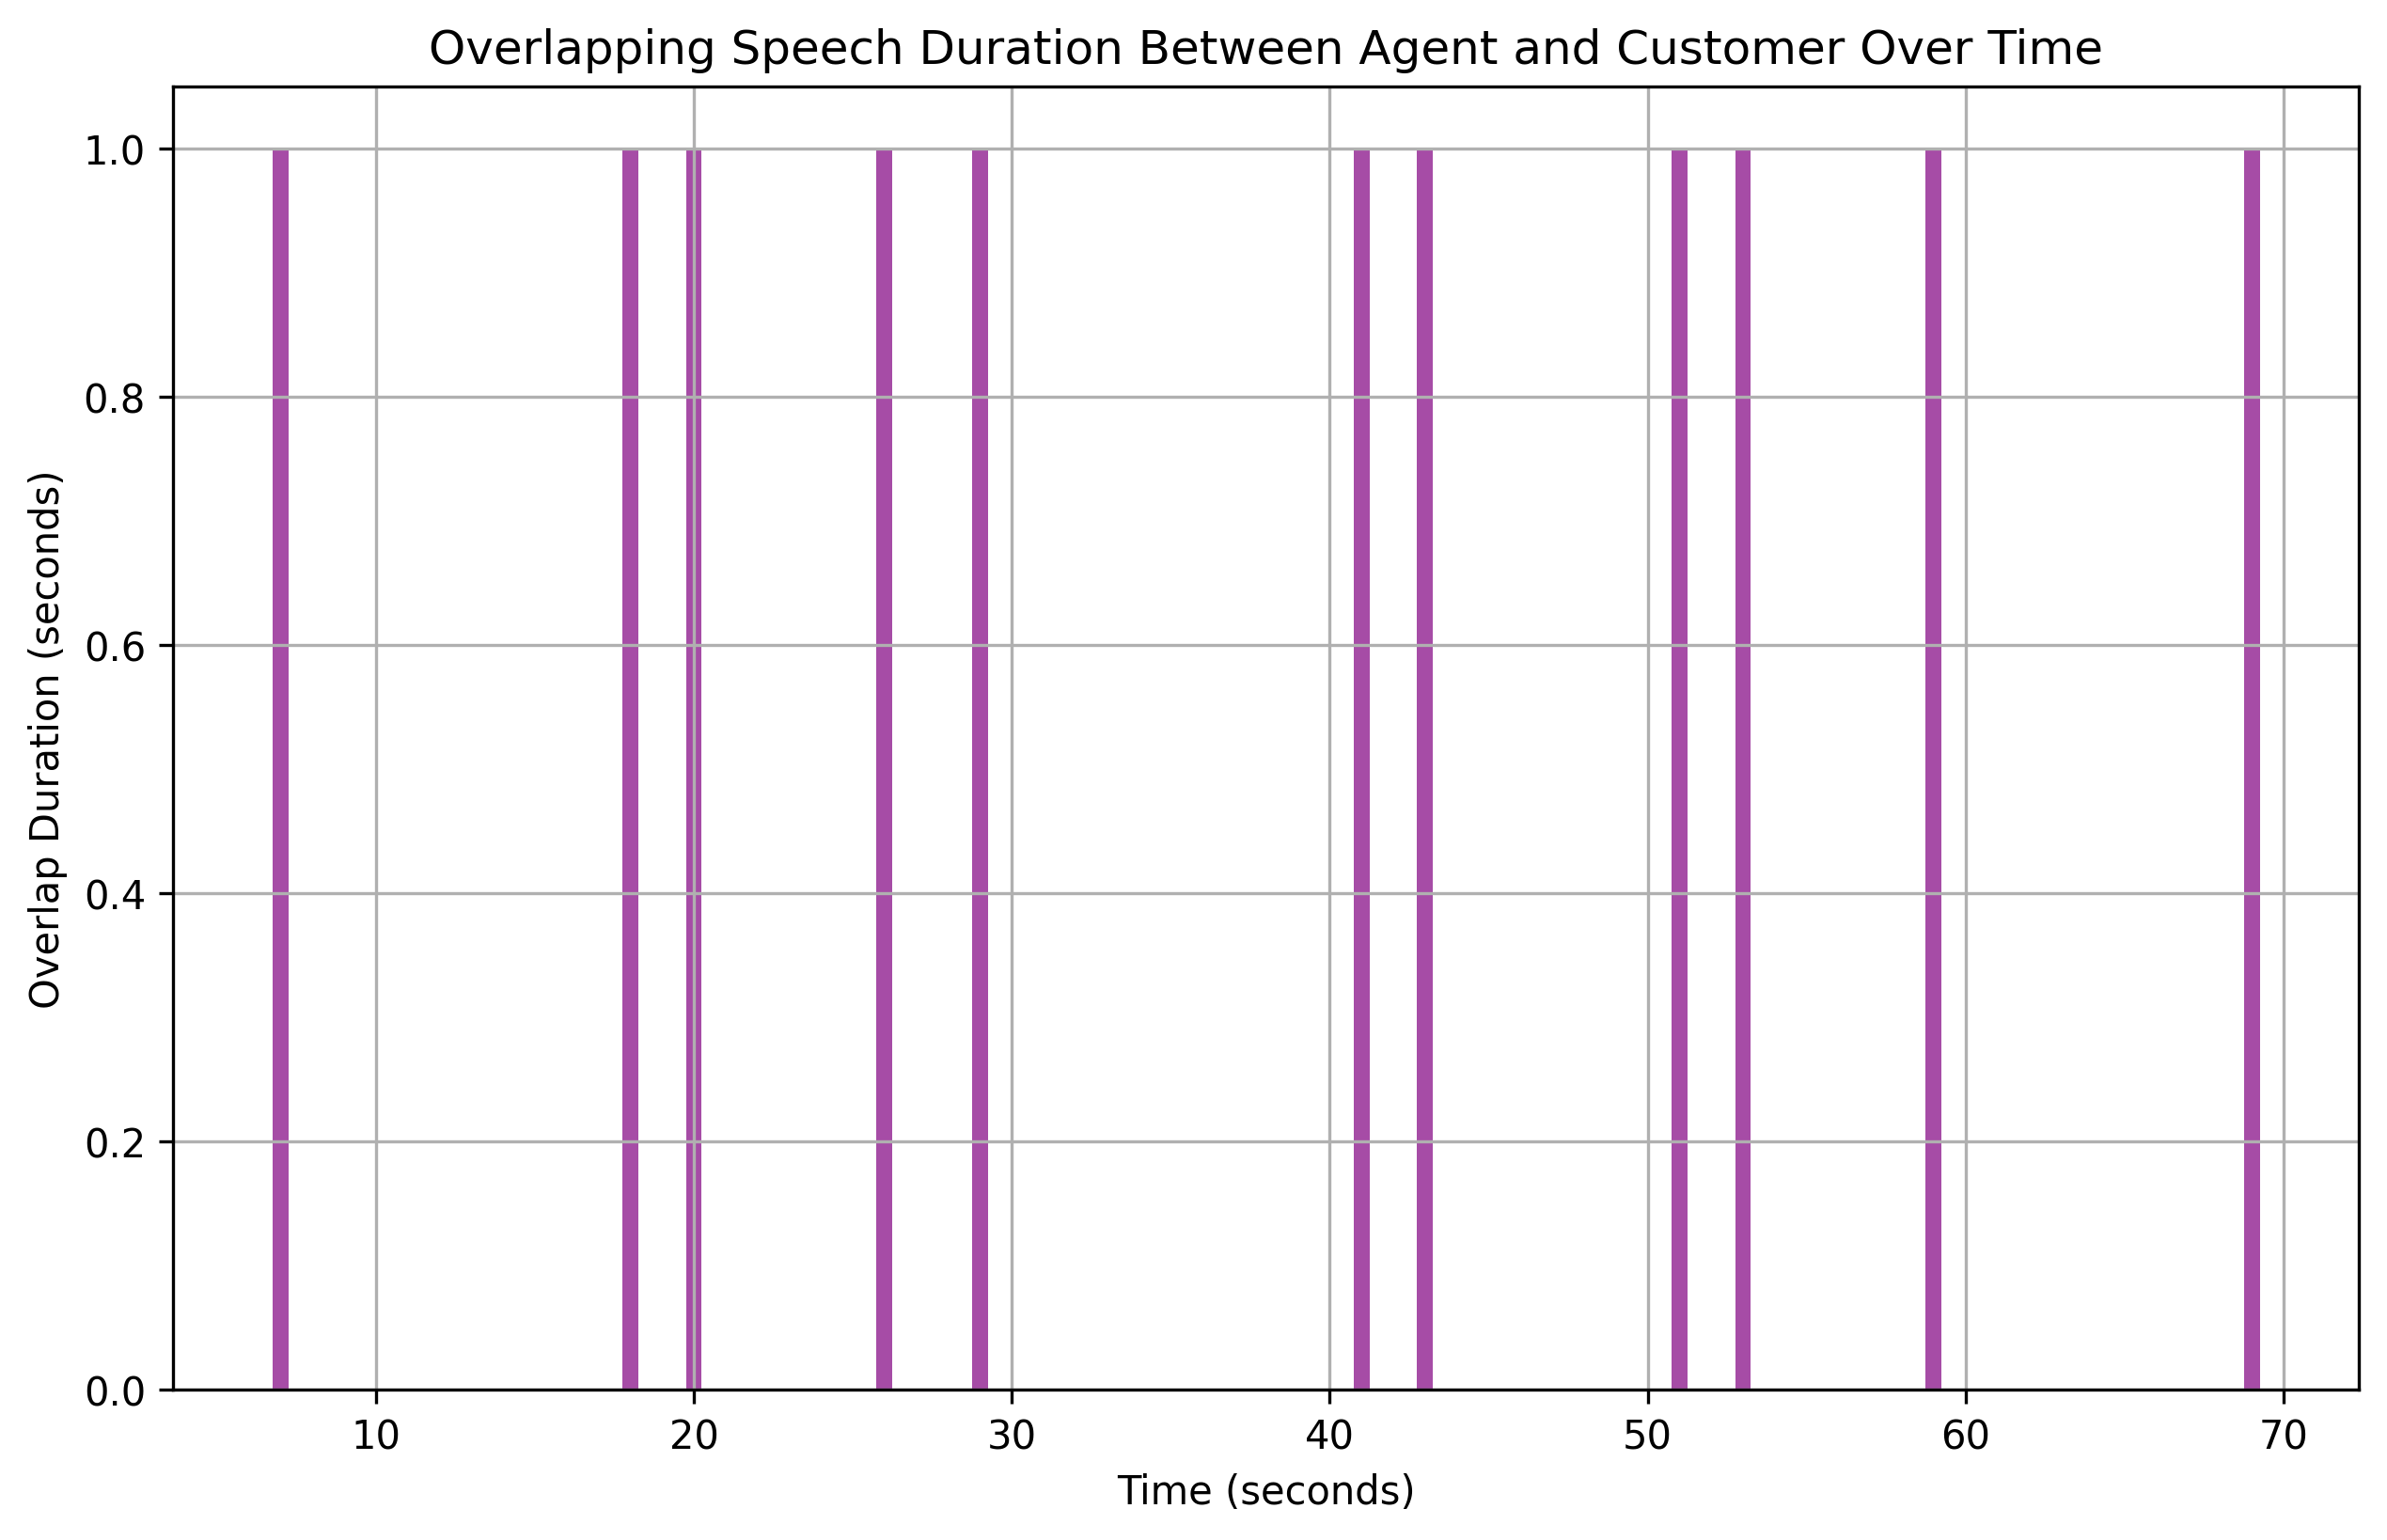 Overlapping Speech Duration Between Agent and Customer Over Time
Overlap Duration (seconds)
1.0
0.8
0.6
0.4
0.2
0.0
10 20 30 40 50 60 70
Time (seconds)